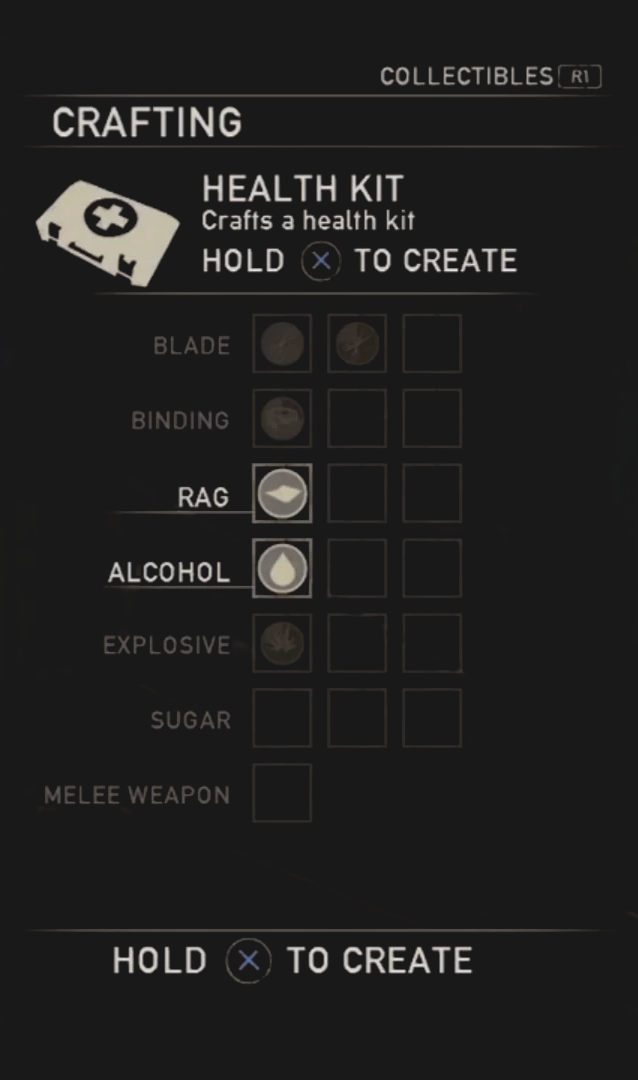 COLLECTIBLES R1
CRAFTING
HEALTH KIT
Crafts a health kit
HOLD X TO CREATE
BLADE
BINDING
RAG
ALCOHOL
EXPLOSIVE
SUGAR
MELEE WEAPON
HOLD X TO CREATE